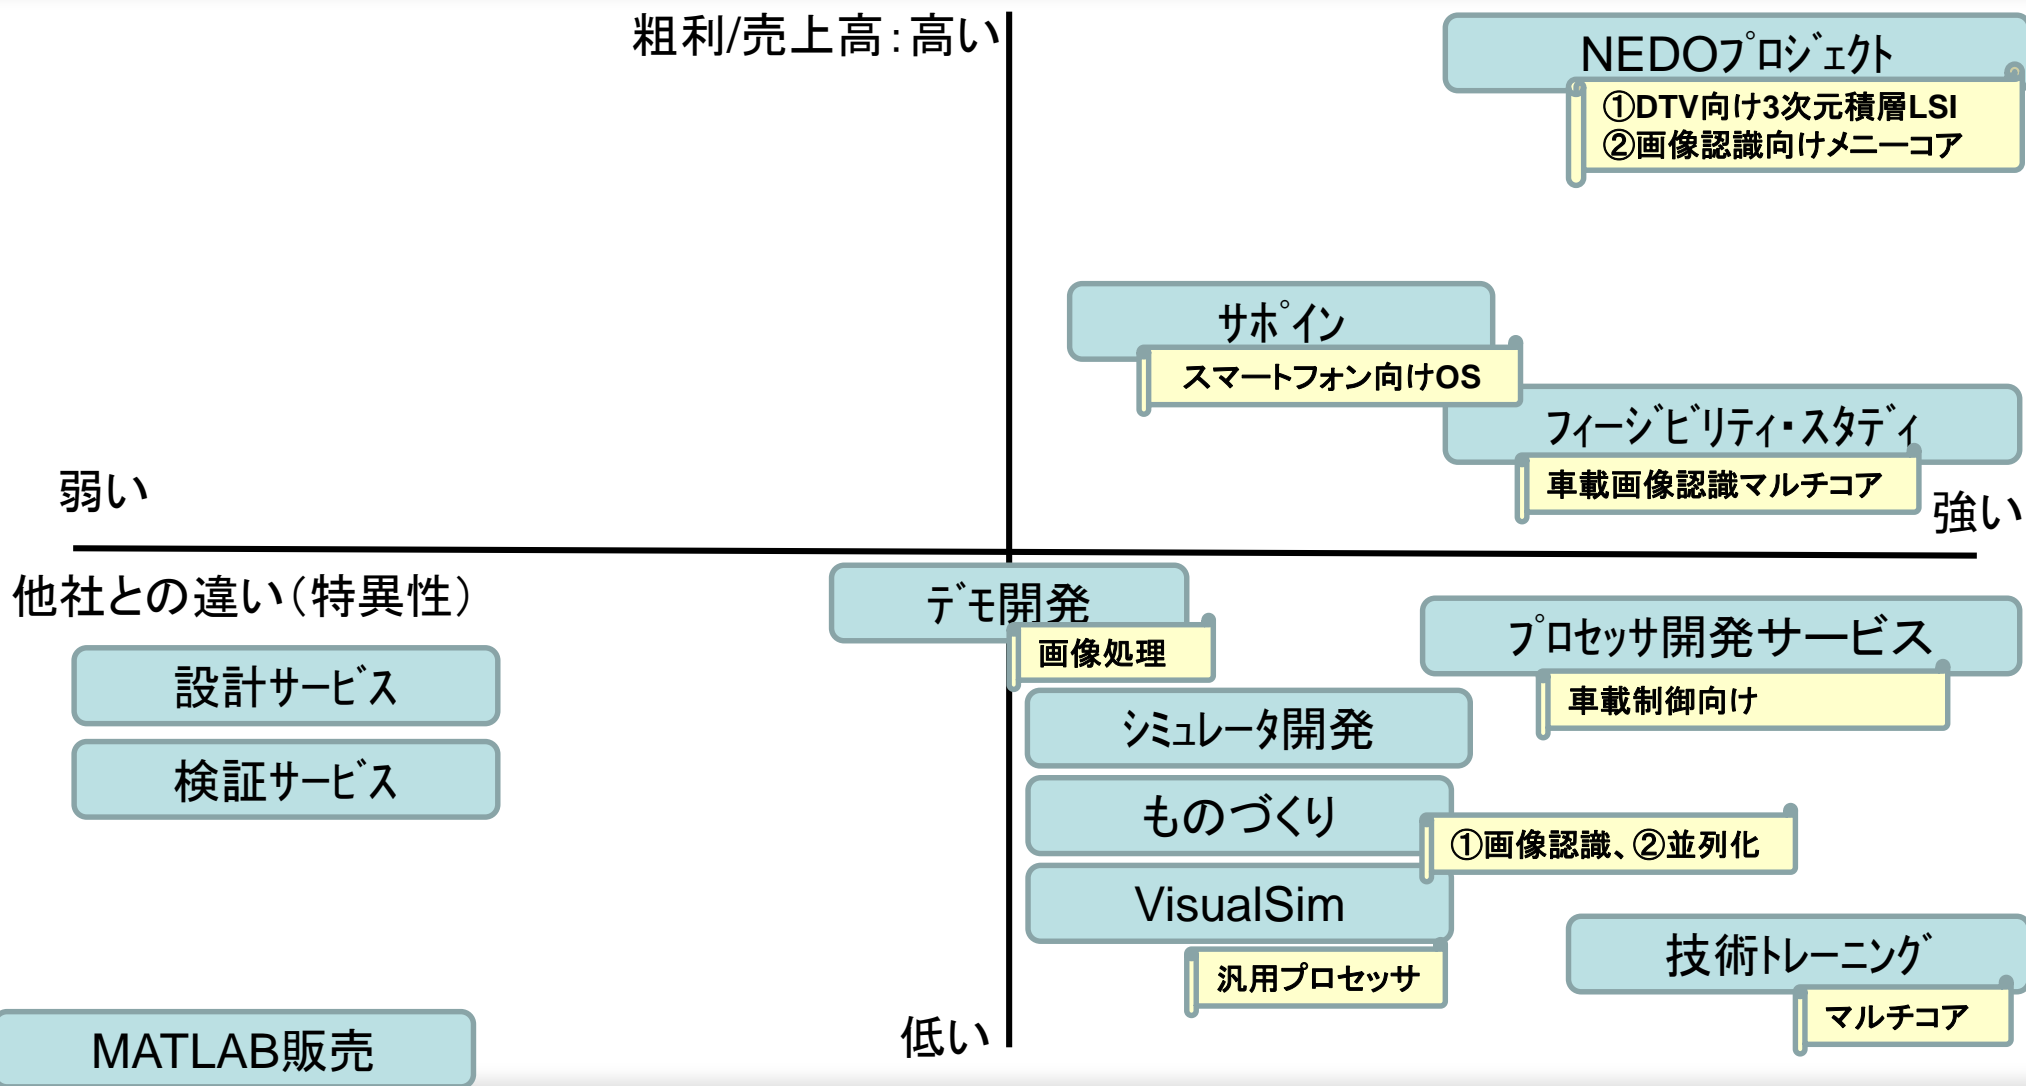 粗利/売上高:高い
NEDOﾌﾟﾛｼﾞｪｸﾄ
①DTV向け3次元積層LSI
②画像認識向けメニーコア
ｻﾎﾟｲﾝ
スマートフォン向けOS
ﾌｨｰｼﾞﾋﾞﾘﾃｨ・ｽﾀﾃﾞｨ
車載画像認識マルチコア
弱い
強い
他社との違い(特異性)
ﾃﾞﾓ開発
画像処理
ﾌﾟﾛｾｯｻ開発サービス
車載制御向け
設計ｻｰﾋﾞｽ
ｼﾐｭﾚｰﾀ開発
検証ｻｰﾋﾞｽ
ものづくり
①画像認識、②並列化
VisualSim
汎用プロセッサ
技術ﾄﾚｰﾆﾝｸﾞ
マルチコア
低い
MATLAB販売